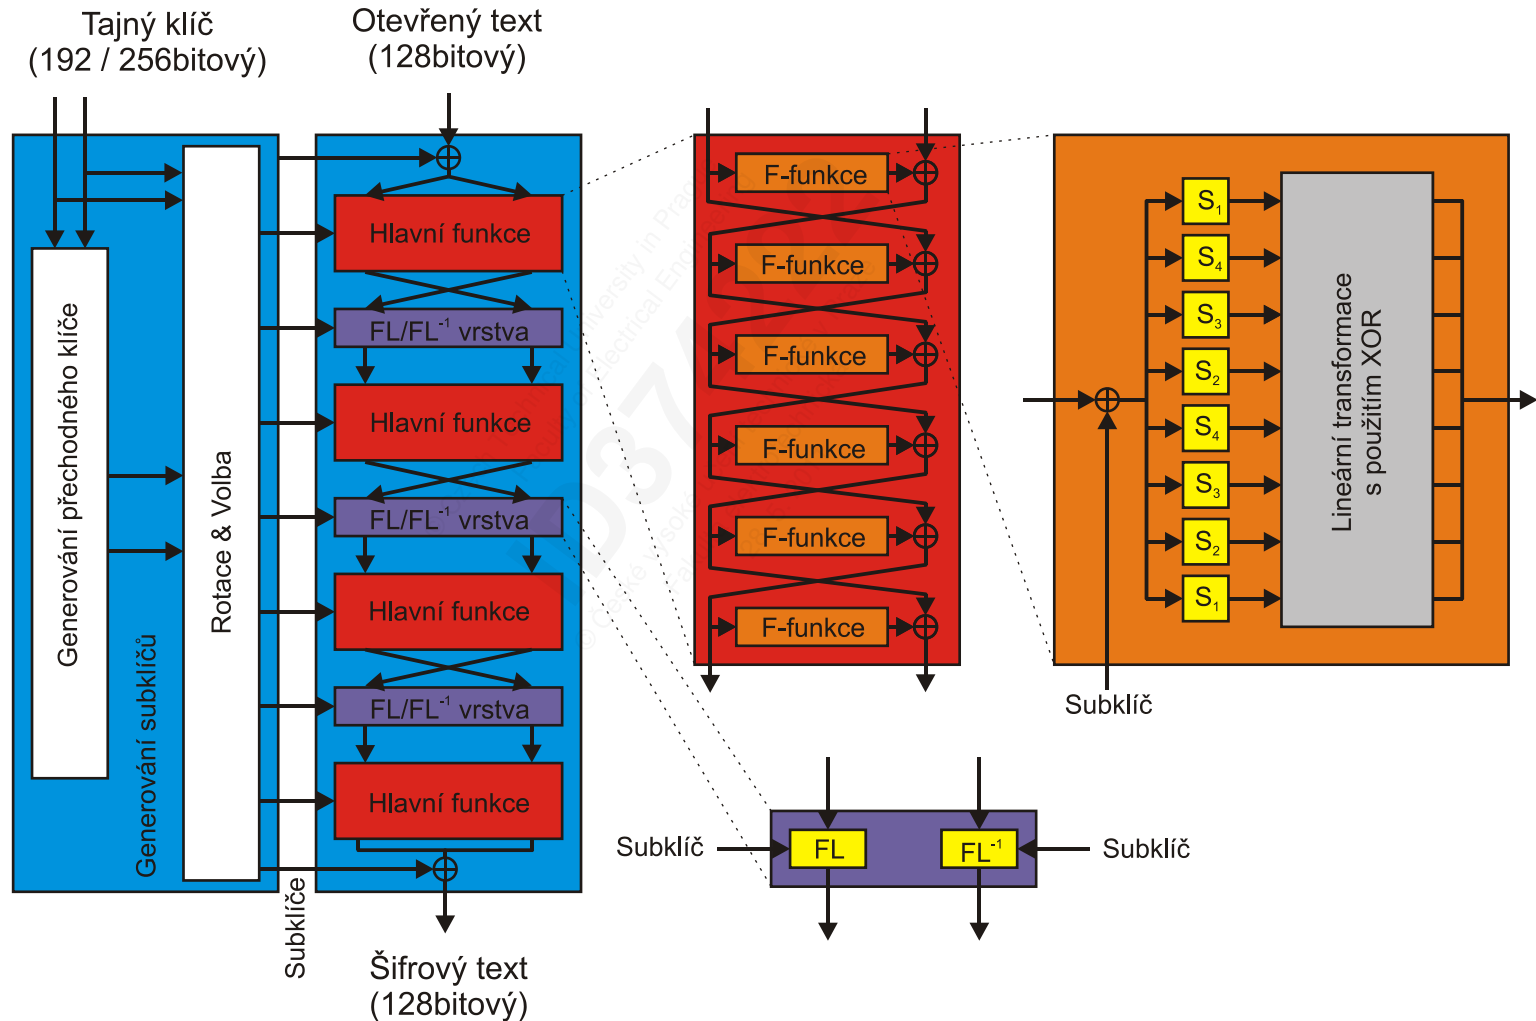 Tajný klíč
(192 / 256bitový)
Otevřený text
(128bitový)
Generování přechodného klíče
Generování subklíčů
Rotace & Volba
Subklíče
Hlavní funkce
FL/FL⁻¹ vrstva
Hlavní funkce
FL/FL⁻¹ vrstva
Hlavní funkce
FL/FL⁻¹ vrstva
Hlavní funkce
Šifrový text
(128bitový)
F-funkce
F-funkce
F-funkce
F-funkce
F-funkce
F-funkce
S₁
S₄
S₃
S₂
S₄
S₃
S₂
S₁
Lineární transformace
s použitím XOR
Subklíč
Subklíč
FL
FL⁻¹
Subklíč